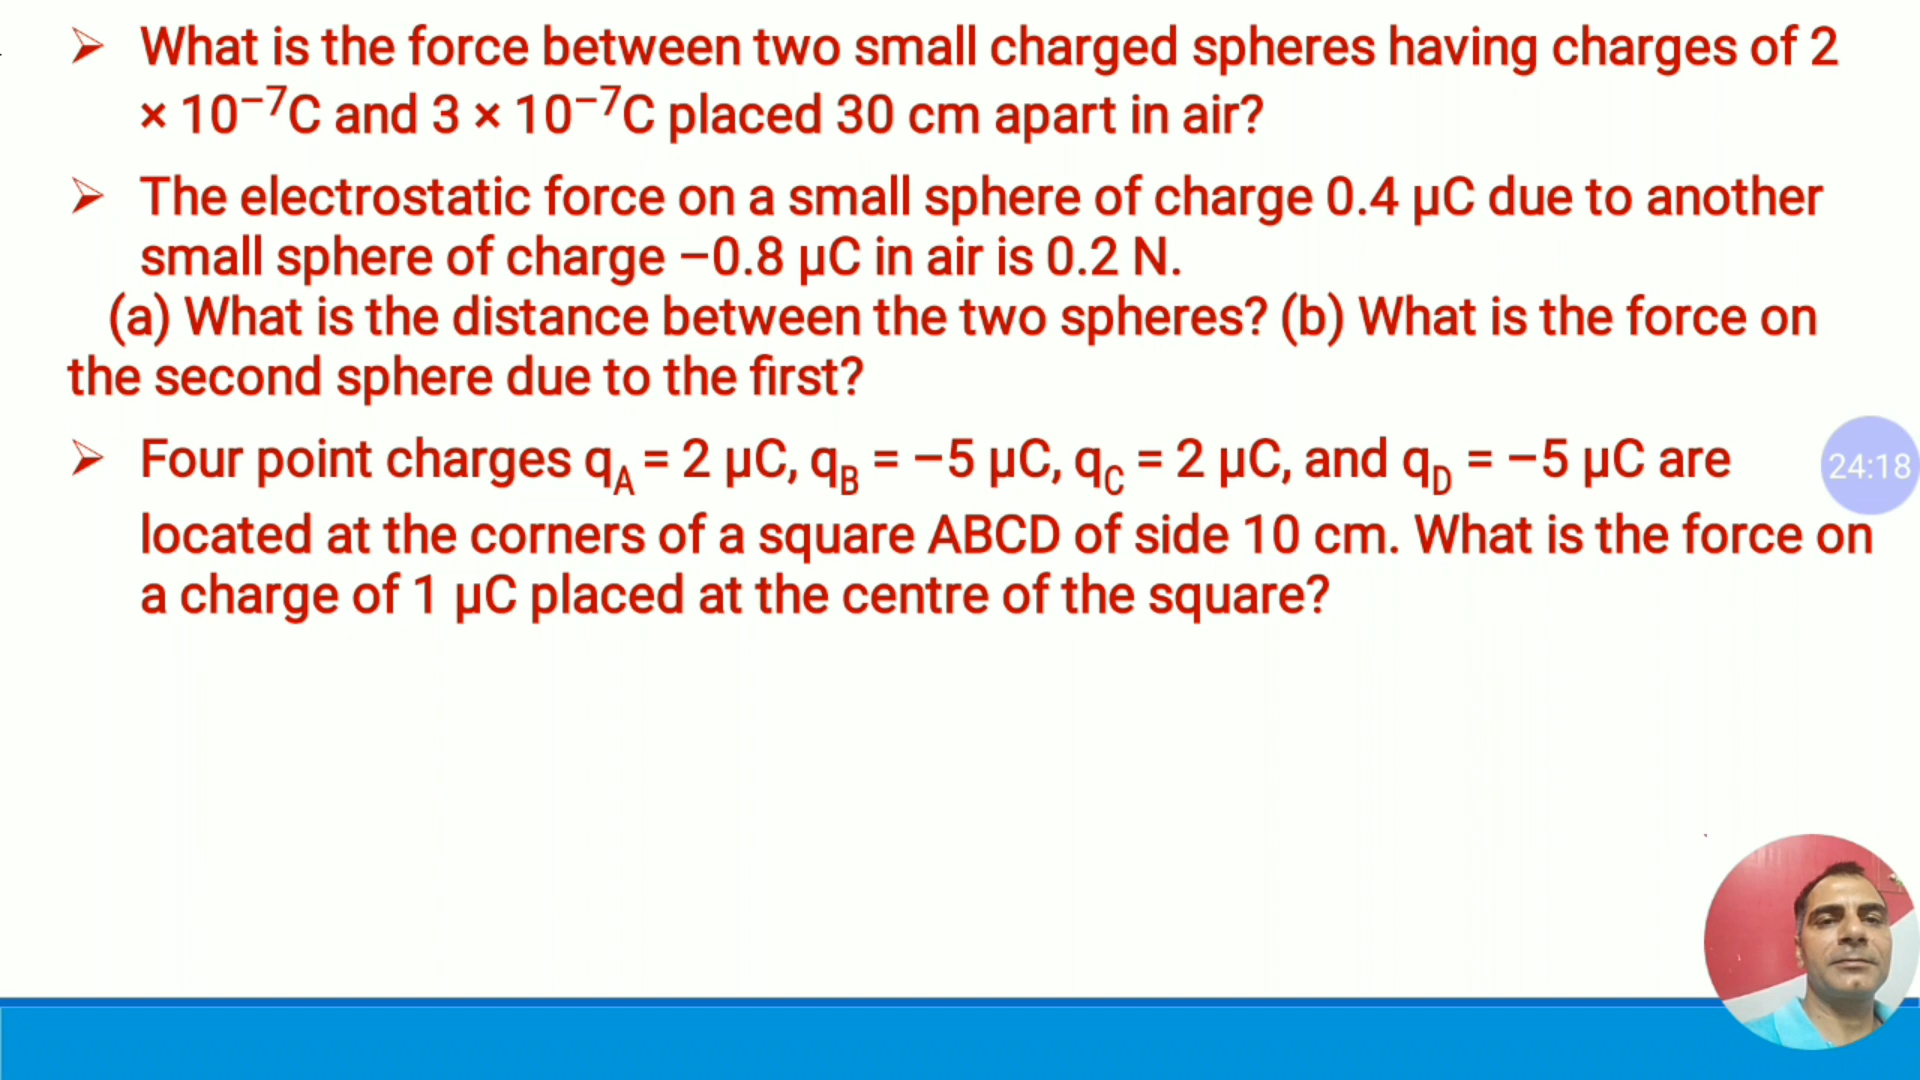 What is the force between two small charged spheres having charges of 2
× 10⁻⁷C and 3 × 10⁻⁷C placed 30 cm apart in air?
The electrostatic force on a small sphere of charge 0.4 μC due to another
small sphere of charge −0.8 μC in air is 0.2 N.
(a) What is the distance between the two spheres? (b) What is the force on
the second sphere due to the first?
Four point charges q_A = 2 μC, q_B = −5 μC, q_C = 2 μC, and q_D = −5 μC are
24:18
located at the corners of a square ABCD of side 10 cm. What is the force on
a charge of 1 μC placed at the centre of the square?